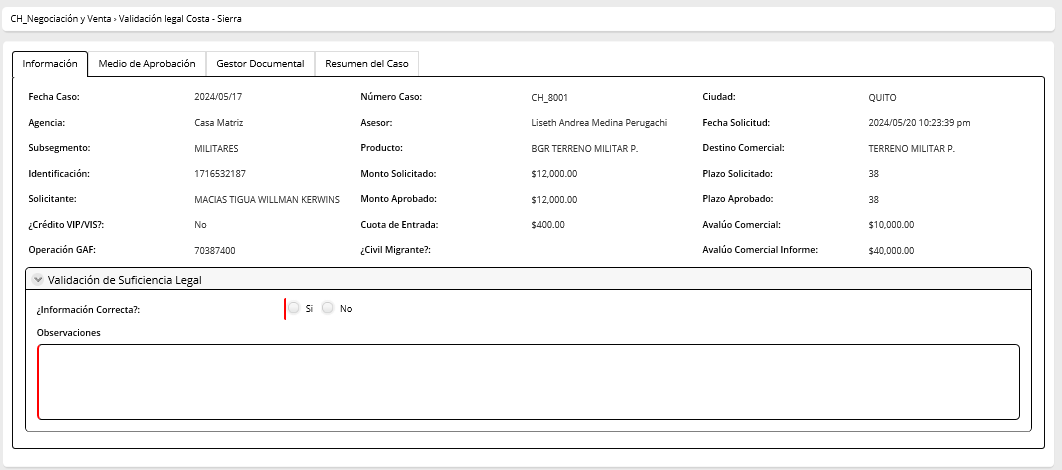 CH_Negociación y Venta › Validación legal Costa - Sierra
Información Medio de Aprobación Gestor Documental Resumen del Caso
Fecha Caso: 2024/05/17 Número Caso: CH_8001 Ciudad: QUITO
Agencia: Casa Matriz Asesor: Liseth Andrea Medina Perugachi Fecha Solicitud: 2024/05/20 10:23:39 pm
Subsegmento: MILITARES Producto: BGR TERRENO MILITAR P. Destino Comercial: TERRENO MILITAR P.
Identificación: 1716532187 Monto Solicitado: $12,000.00 Plazo Solicitado: 38
Solicitante: MACIAS TIGUA WILLMAN KERWINS Monto Aprobado: $12,000.00 Plazo Aprobado: 38
¿Crédito VIP/VIS?: No Cuota de Entrada: $400.00 Avalúo Comercial: $10,000.00
Operación GAF: 70387400 ¿Civil Migrante?: Avalúo Comercial Informe: $40,000.00
Validación de Suficiencia Legal
¿Información Correcta?: Si No
Observaciones